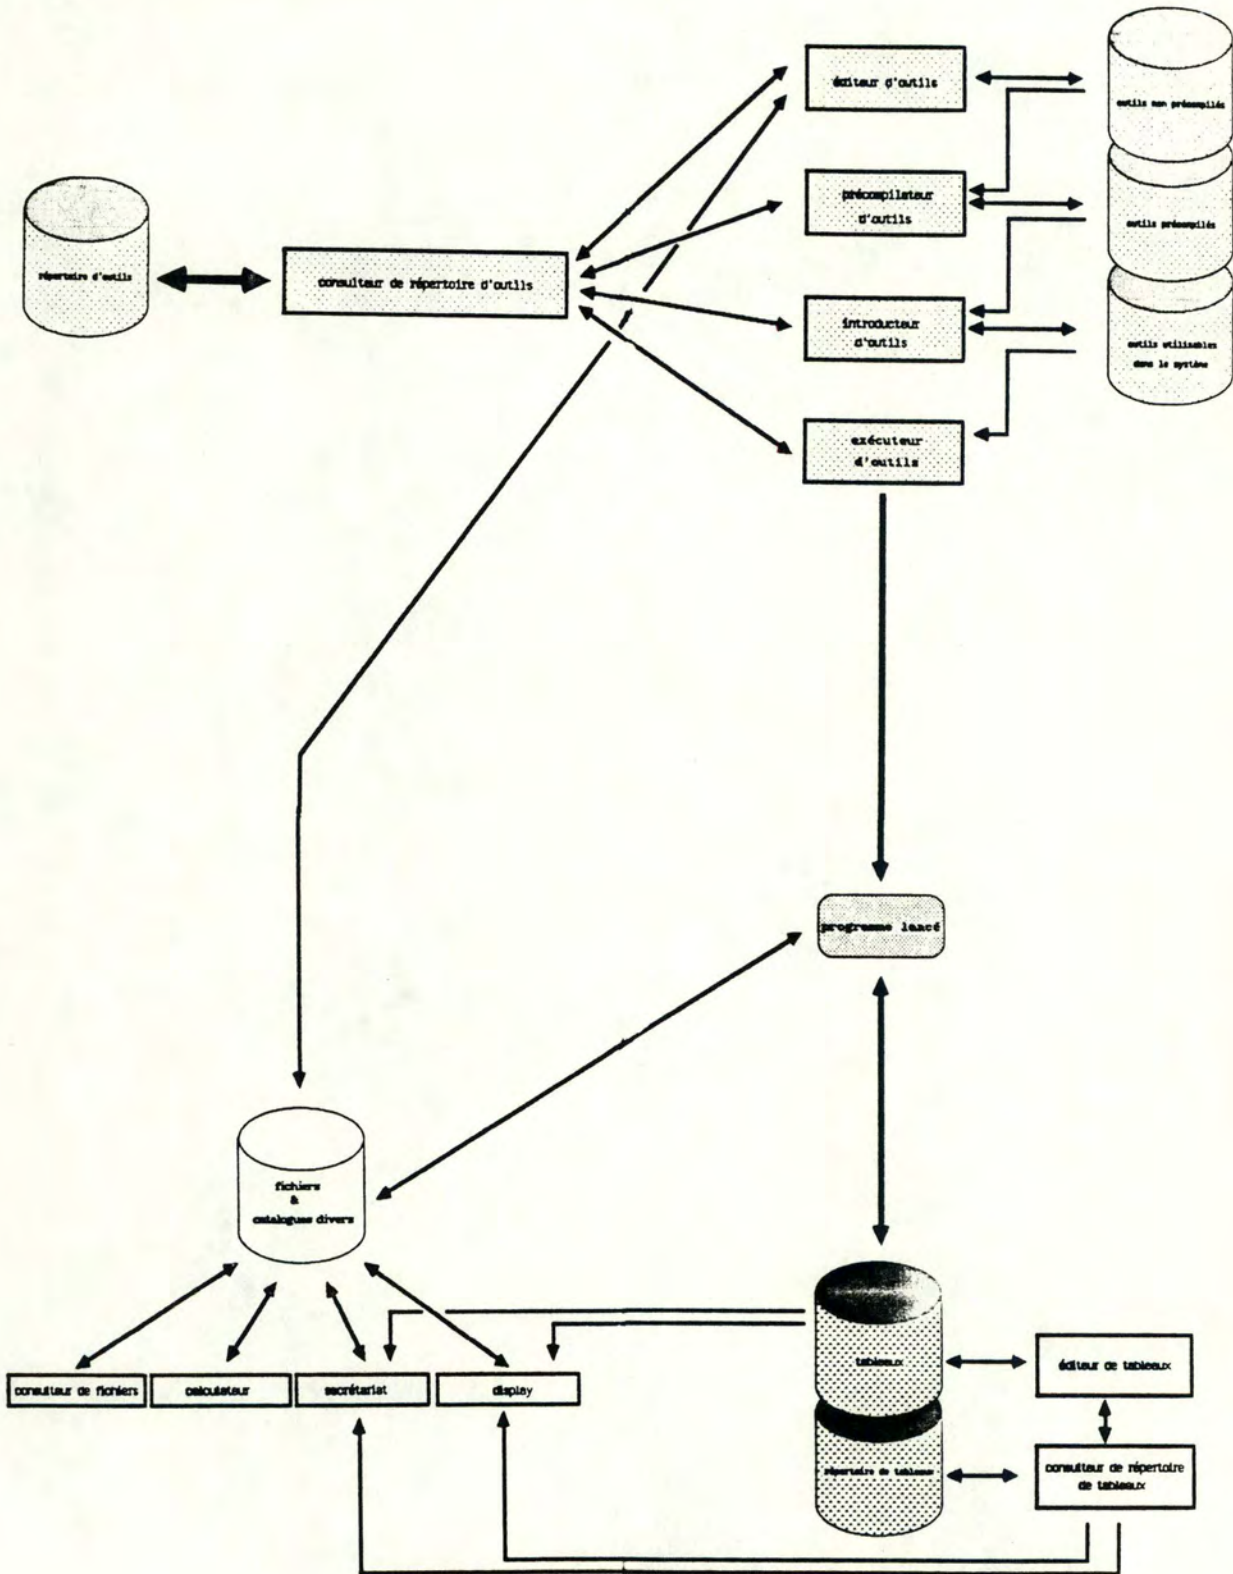 éditeur d'outils
outils non précompilés
précompilateur
d'outils
outils précompilés
répertoire d'outils
consulteur de répertoire d'outils
introducteur
d'outils
outils utilisables
dans le système
exécuteur
d'outils
programme lancé
fichiers
&
catalogues divers
tableaux
éditeur de tableaux
consulteur de fichiers
calculateur
secrétariat
display
répertoire de tableaux
consulteur de répertoire
de tableaux